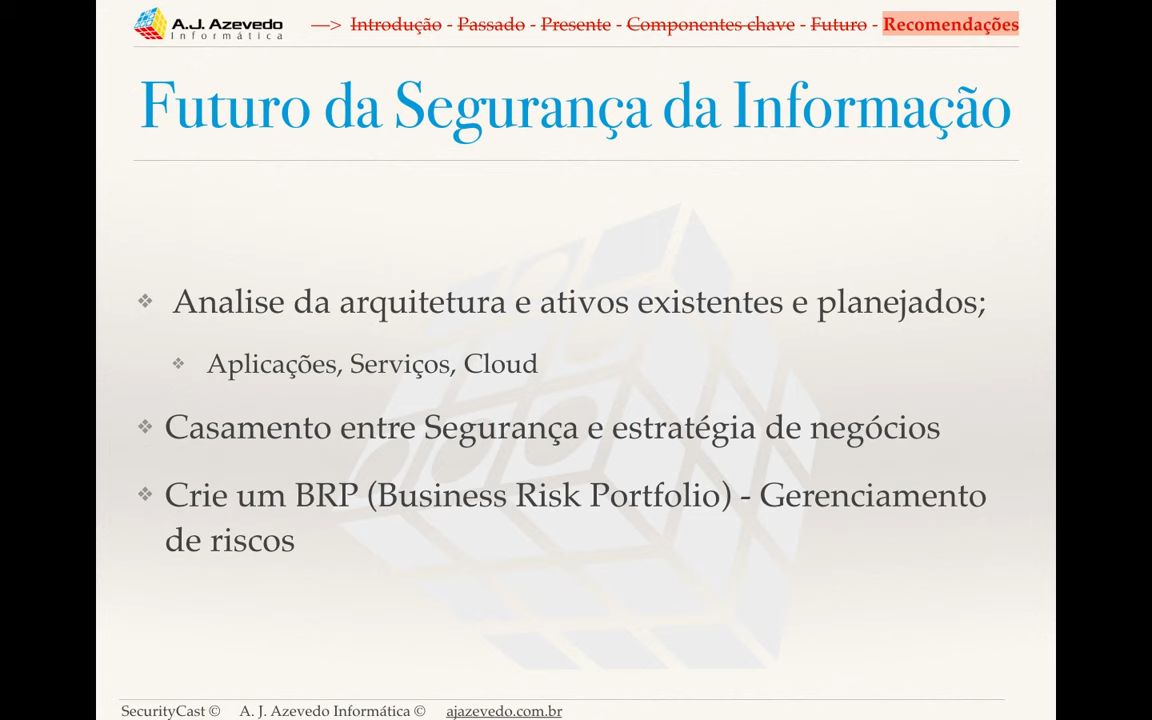 A.J. Azevedo
Informática
—> Introdução - Passado - Presente - Componentes chave - Futuro - Recomendações
Futuro da Segurança da Informação
❖ Analise da arquitetura e ativos existentes e planejados;
❖ Aplicações, Serviços, Cloud
❖ Casamento entre Segurança e estratégia de negócios
❖ Crie um BRP (Business Risk Portfolio) - Gerenciamento
de riscos
SecurityCast © A. J. Azevedo Informática © ajazevedo.com.br